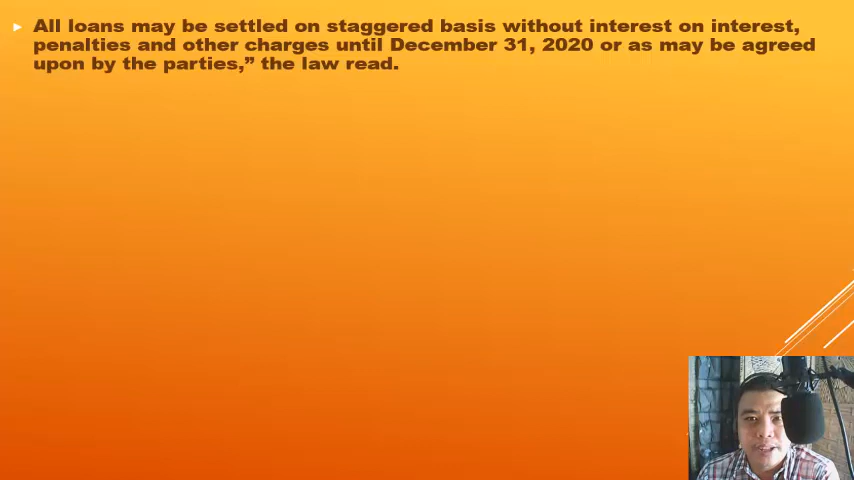 All loans may be settled on staggered basis without interest on interest,
penalties and other charges until December 31, 2020 or as may be agreed
upon by the parties,” the law read.